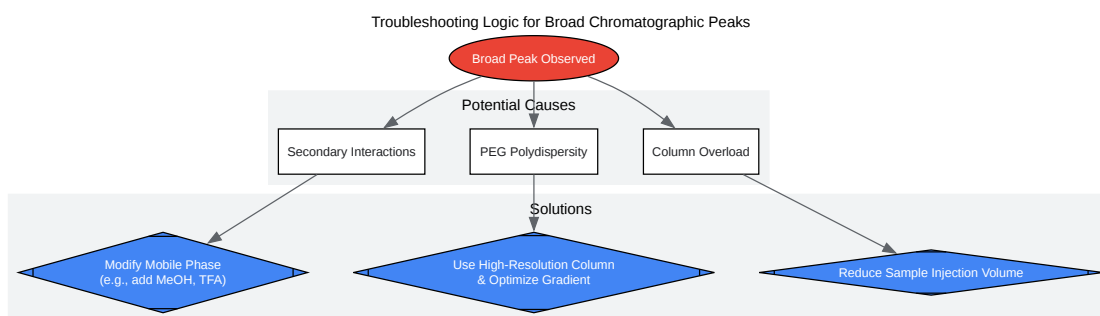 Troubleshooting Logic for Broad Chromatographic Peaks
Broad Peak Observed
Potential Causes
Secondary Interactions
PEG Polydispersity
Column Overload
Solutions
Modify Mobile Phase
(e.g., add MeOH, TFA)
Use High-Resolution Column
& Optimize Gradient
Reduce Sample Injection Volume